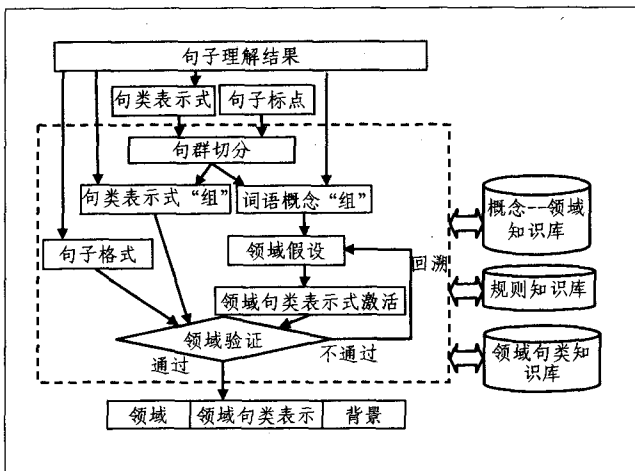 句子理解结果
句类表示式
句子标点
句群切分
句类表示式“组”
词语概念“组”
概念--领域
知识库
句子格式
领域假设
回溯
规则知识库
领域句类表示式激活
领域验证
通过
不通过
领域句类知
识库
领域
领域句类表示
背景